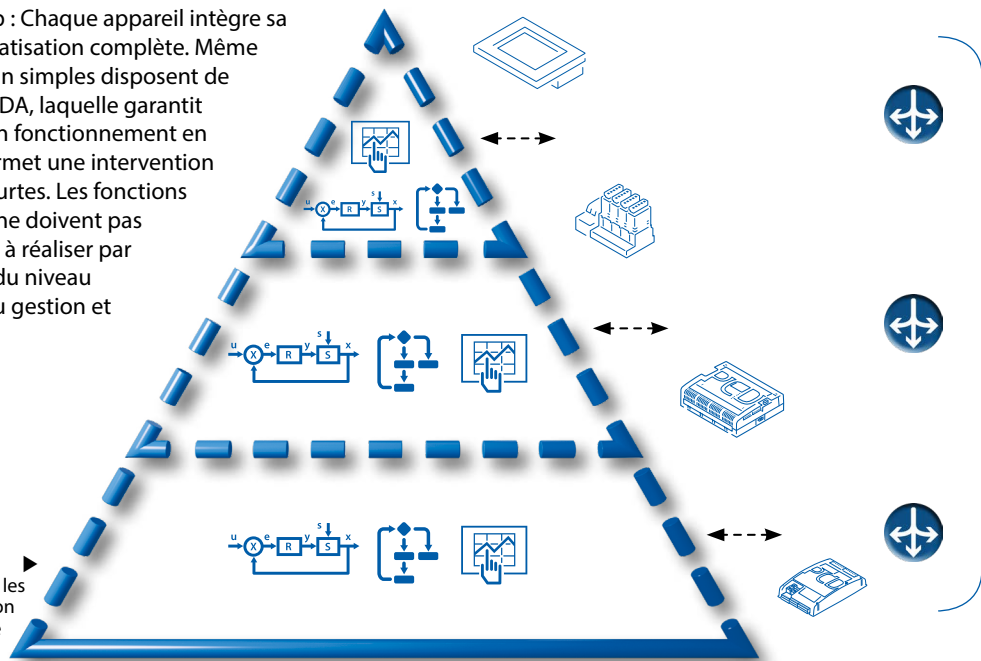 : Chaque appareil intègre sa
atisation complète. Même
n simples disposent de
DA, laquelle garantit
n fonctionnement en
rmet une intervention
urtes. Les fonctions
ne doivent pas
à réaliser par
du niveau
u gestion et
u e R y S s x
u e R y S s x
u e R y S s x
les
on